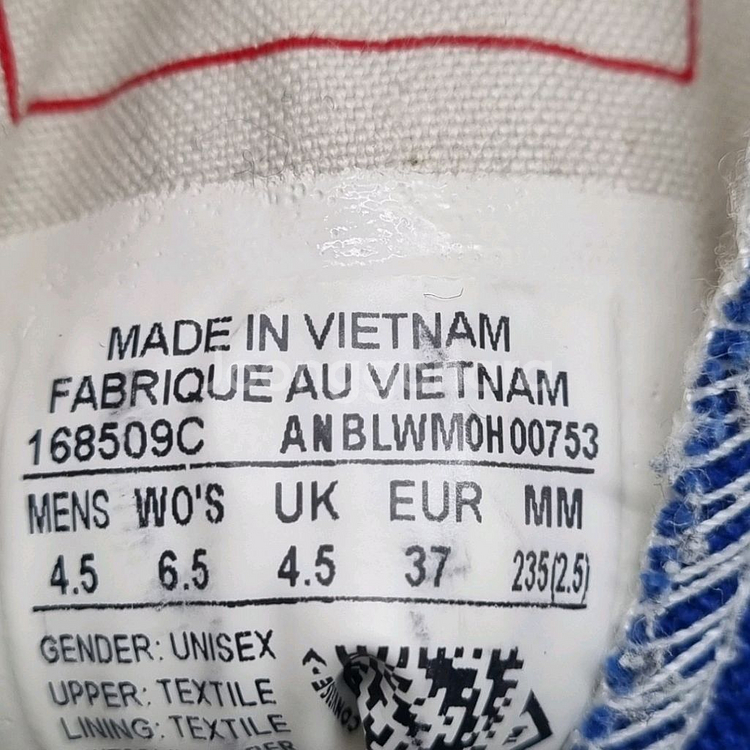 MADE IN VIETNAM
FABRIQUE AU VIETNAM
168509C ANBLWM0H00753
MENS WO'S UK EUR MM
4.5 6.5 4.5 37 235(2.5)
GENDER: UNISEX
UPPER: TEXTILE
LINING: TEXTILE